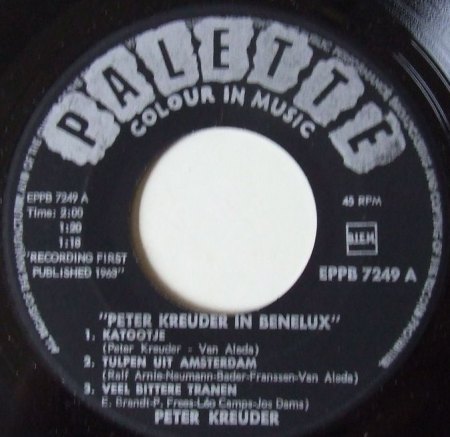 PALETTE
COLOUR IN MUSIC
EPPB 7249 A
Time: 2:00
1:20
1:18
"RECORDING FIRST
PUBLISHED 1963"
45 RPM
BIEM
EPPB 7249 A
"PETER KREUDER IN BENELUX"
1. KATOOTJE
(Peter Kreuder - Van Aleda)
2. TULPEN UIT AMSTERDAM
(Ralf Arnie-Neumann-Bader-Franssen-Van Aleda)
3. VEEL BITTERE TRANEN
E. Brandt-P. Frees-Léo Camps-Jos Dams)
PETER KREUDER